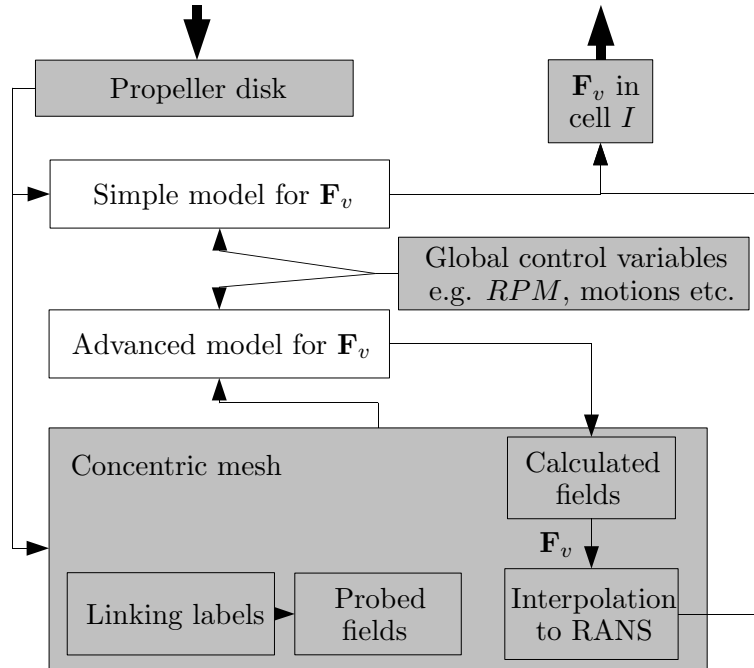 Propeller disk
F_v in
cell I
Simple model for F_v
Global control variables
e.g. RPM, motions etc.
Advanced model for F_v
Concentric mesh
Calculated
fields
F_v
Linking labels
Probed
fields
Interpolation
to RANS